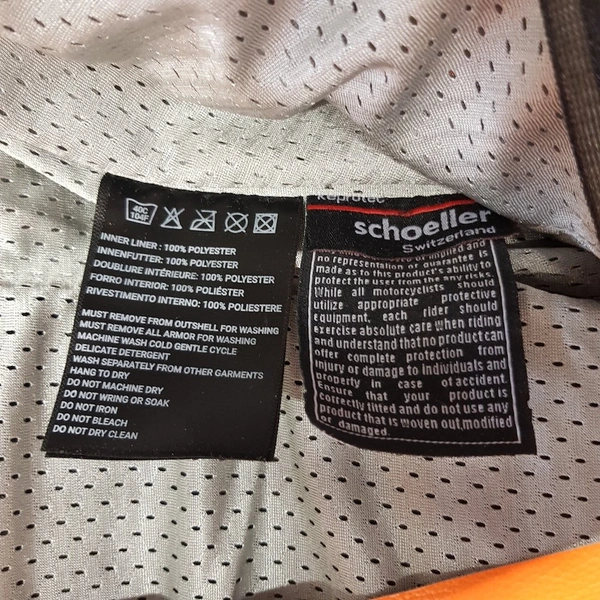 40C
104F
INNER LINER : 100% POLYESTER
INNENFUTTER: 100% POLYESTER
DOUBLURE INTÉRIEURE: 100% POLYESTER
FORRO INTERIOR: 100% POLIÉSTER
RIVESTIMENTO INTERNO: 100% POLIESTERE
MUST REMOVE FROM OUTSHELL FOR WASHING
MUST REMOVE ALL ARMOR FOR WASHING
MACHINE WASH COLD GENTLE CYCLE
DELICATE DETERGENT
WASH SEPARATELY FROM OTHER GARMENTS
HANG TO DRY
DO NOT MACHINE DRY
DO NOT WRING OR SOAK
DO NOT IRON
DO NOT BLEACH
DO NOT DRY CLEAN
keprotec
schoeller
Switzerland
implied and
no representation or guarantee is
made as to this product's ability to
protect the user from the any ricks.
While all motorcyclists should
utilize appropriate protective
equipment, each rider should
exercise absolute care when riding
and understand that no product can
offer complete protection from
injury or damage to individuals and
property in case of accident.
Ensure that your product is
correctly titted and do not use any
product that is woven out,modified
or damaged.